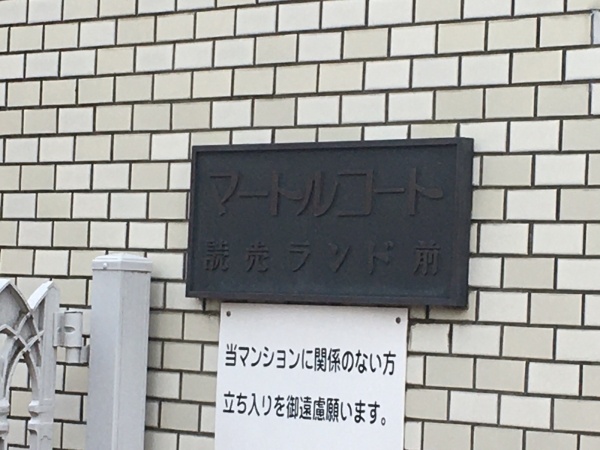 マートルコート
読売ランド前
当マンションに関係のない方
立ち入りを御遠慮願います。